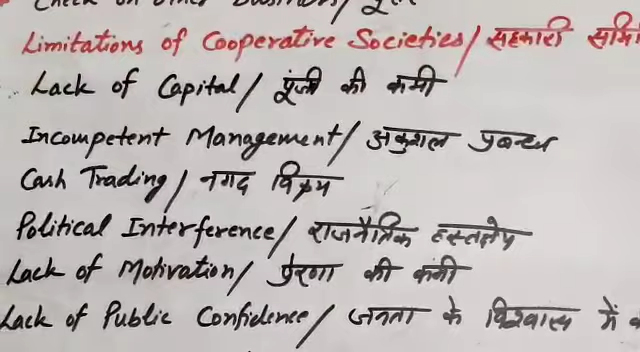 Limitations of Cooperative Societies/ सहकारी
Lack of Capital/ पूंजी की कमी
Incompetent Management/ अकुशल प्रबन्ध
Cash Trading/ नगद विक्रय
Political Interference/ राजनैतिक हस्तक्षेप
Lack of Motivation/ प्रेरणा की कमी
Lack of Public Confidence/ जनता के विश्वास में